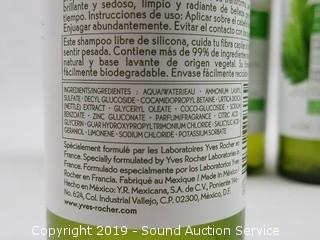 brillante y sedoso, limpio y radiante de
tiempo. Instrucciones de uso: Aplicar sobre el cabello
Enjuagar abundantemente. Evitar el contacto con
Este shampoo libre de silicona, cuida tu fibra capilar
sentir pesada. Contiene más de 99% de ingredientes
natural y base lavante de origen vegetal. Su
fácilmente biodegradable. Envase fácilmente recicl
INGREDIENTES/INGREDIENTS : AQUA/WATER/EAU • AMMONIUM LAURYL
SULFATE • DECYL GLUCOSIDE • COCAMIDOPROPYL BETAINE • URTICA DIOICA
(NETTLE) EXTRACT • GLYCERYL OLEATE • COCO-GLUCOSIDE • SODIUM
BENZOATE • ZINC GLUCONATE • PARFUM/FRAGRANCE • CITRIC ACID
GLYCERIN • GUAR HYDROXYPROPYLTRIMONIUM CHLORIDE • SALICYLIC ACID
GERANIOL • LIMONENE • SODIUM CHLORIDE • POTASSIUM SORBATE
Spécialement formulé par les Laboratoires Yves Rocher
en France. Specially formulated by Yves Rocher Laboratories
in France. Formulado especialmente por los Laboratorios Yves
Rocher en Francia. Fabriqué au Mexique / Made in Mexico
Hecho en México: Y.R. Mexicana, S.A. de C.V., Poniente 146
No. 624, Col. Industrial Vallejo, C.P. 02300, México, D.F.
www.yves-rocher.com
Copyright 2019 - Sound Auction Service